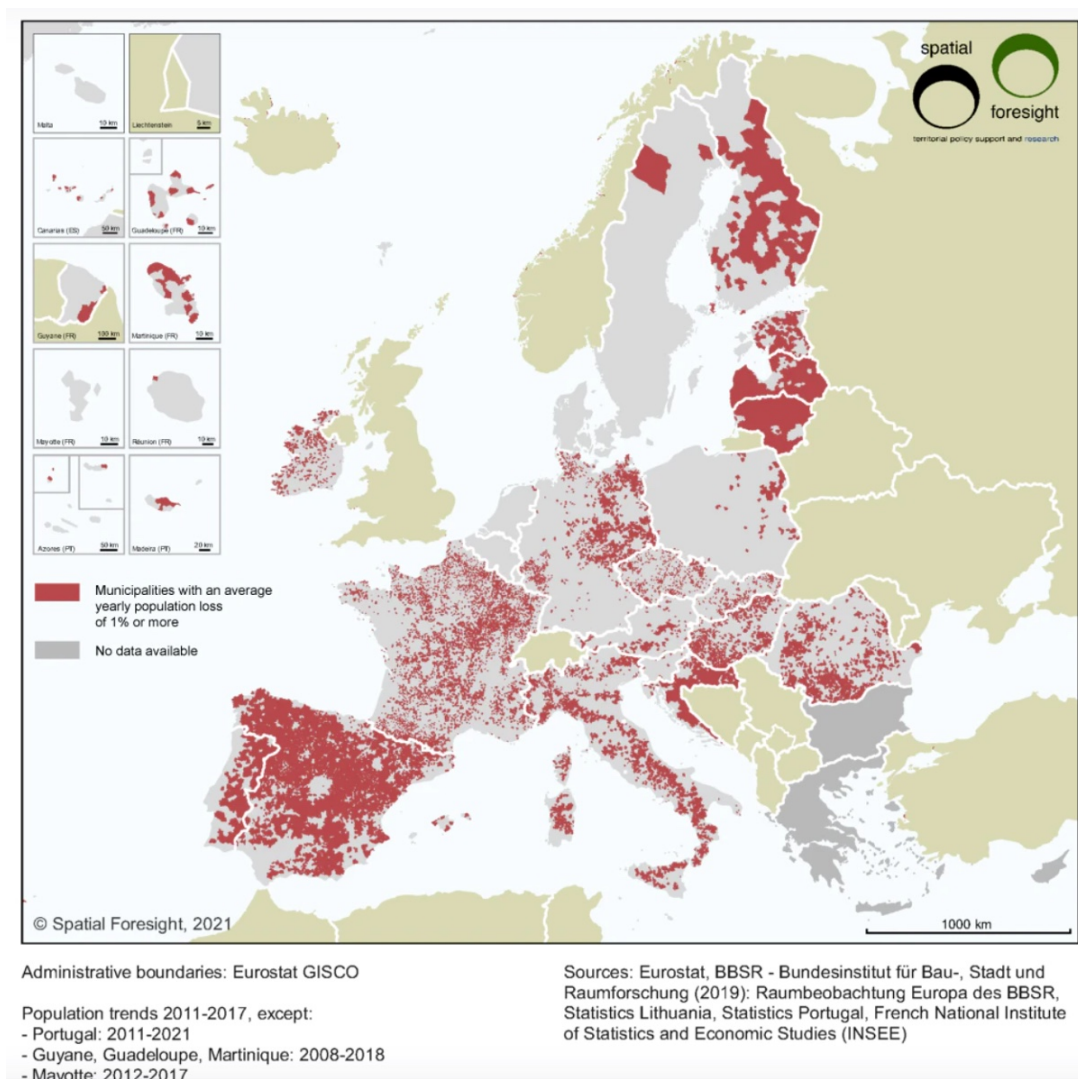 spatial
foresight
territorial policy support and research
Malta
10 km
Liechtenstein
5 km
Canarias (ES)
50 km
Guadeloupe (FR)
10 km
Guyane (FR)
100 km
Martinique (FR)
10 km
Mayotte (FR)
10 km
Réunion (FR)
10 km
Azores (PT)
50 km
Madeira (PT)
20 km
Municipalities with an average
yearly population loss
of 1% or more
No data available
© Spatial Foresight, 2021
1000 km
Administrative boundaries: Eurostat GISCO
Population trends 2011-2017, except:
- Portugal: 2011-2021
- Guyane, Guadeloupe, Martinique: 2008-2018
- Mayotte: 2012-2017
Sources: Eurostat, BBSR - Bundesinstitut für Bau-, Stadt und
Raumforschung (2019): Raumbeobachtung Europa des BBSR,
Statistics Lithuania, Statistics Portugal, French National Institute
of Statistics and Economic Studies (INSEE)